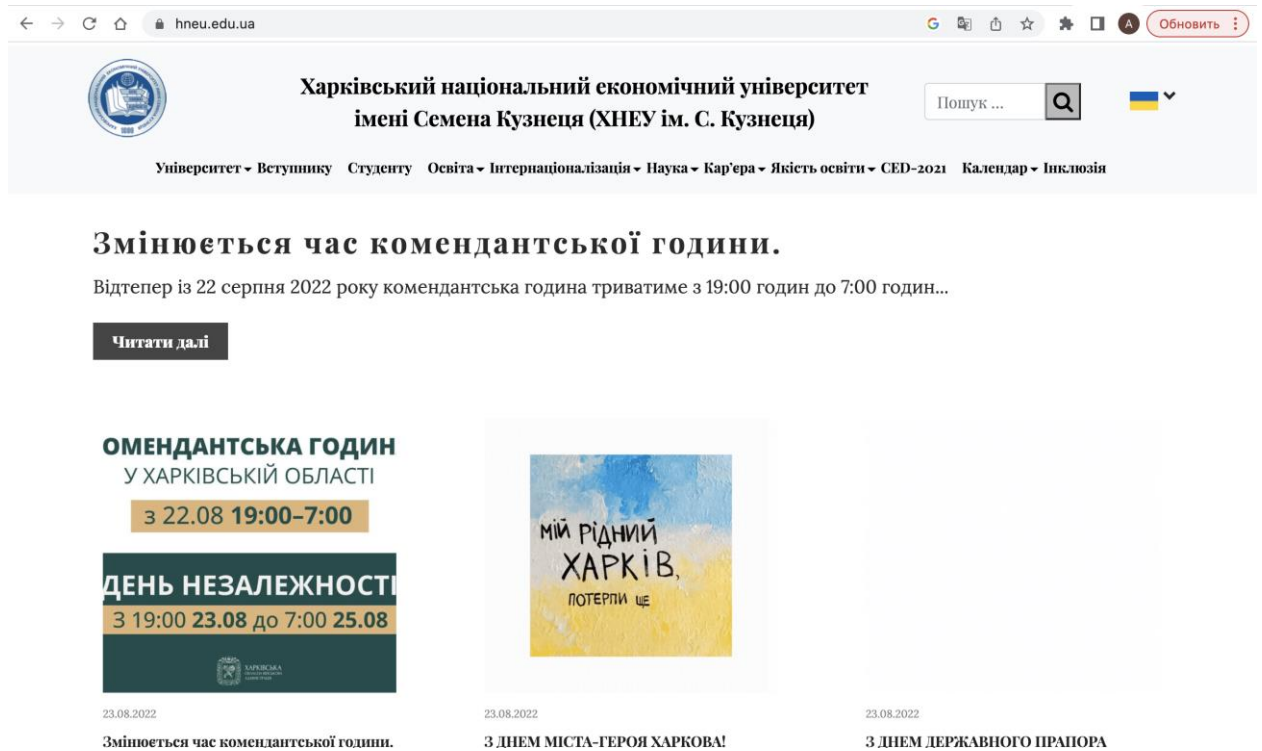 hneu.edu.ua
A
Обновить
Харківський національний економічний університет
імені Семена Кузнеця (ХНЕУ ім. С. Кузнеця)
Пошук ...
Університет Вступнику Студенту Освіта Інтернаціоналізація Наука Кар'єра Якість освіти CED-2021 Календар Інклюзія
Змінюється час комендантської години.
Відтепер із 22 серпня 2022 року комендантська година триватиме з 19:00 годин до 7:00 годин...
Читати далі
ОМЕНДАНТСЬКА ГОДИН
У ХАРКІВСЬКІЙ ОБЛАСТІ
з 22.08 19:00–7:00
ДЕНЬ НЕЗАЛЕЖНОСТІ
З 19:00 23.08 до 7:00 25.08
ХАРКІВСЬКА
МІЙ РІДНИЙ
ХАРКІВ,
ПОТЕРПИ ЩЕ
23.08.2022
Змінюється час комендантської години.
23.08.2022
З ДНЕМ МІСТА-ГЕРОЯ ХАРКОВА!
23.08.2022
З ДНЕМ ДЕРЖАВНОГО ПРАПОРА